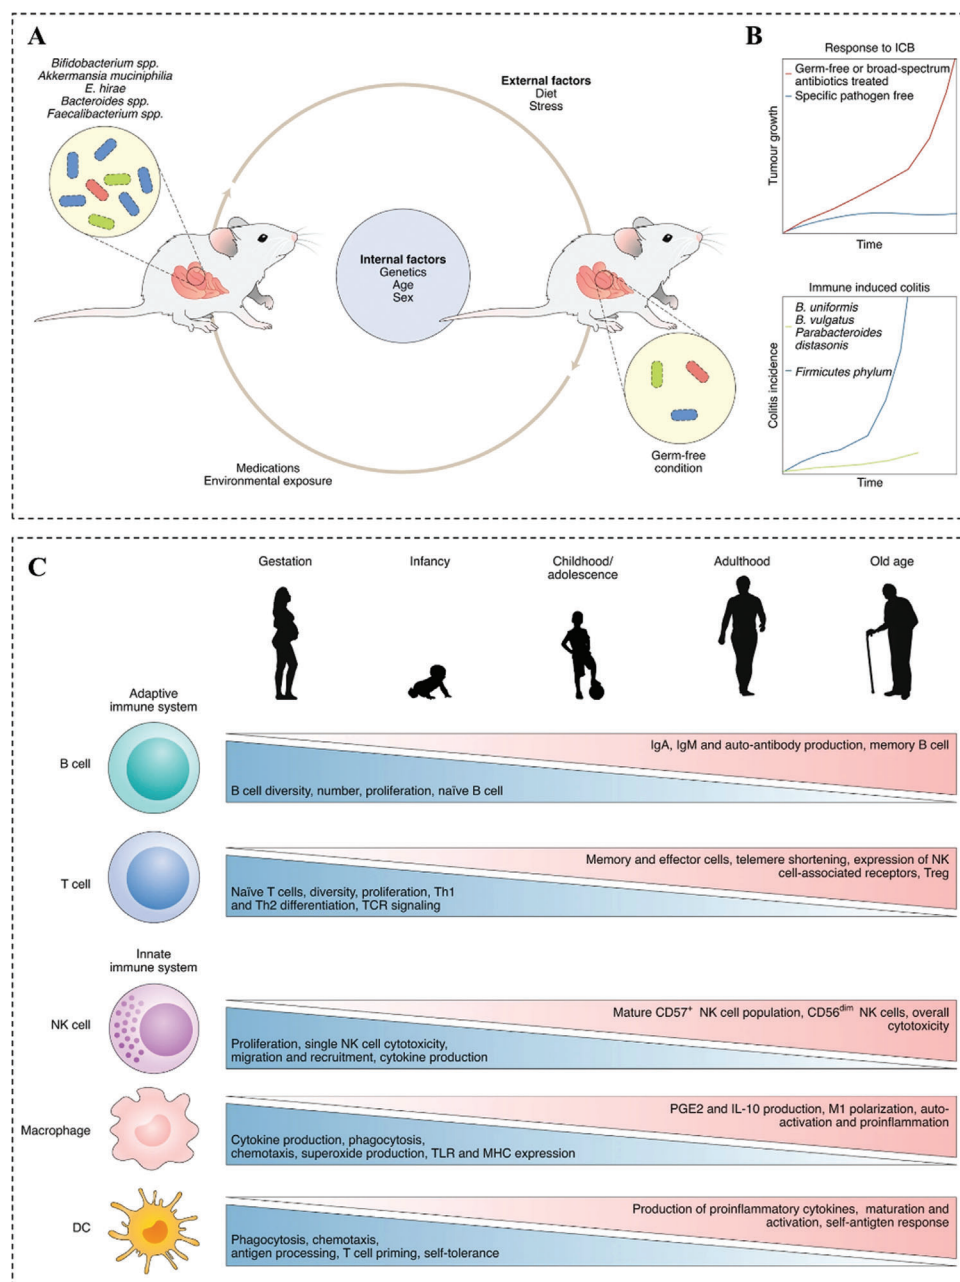 A
Bifidobacterium spp.
Akkermansia muciniphilia
E. hirae
Bacteroides spp.
Faecalibacterium spp.
External factors
Diet
Stress
Internal factors
Genetics
Age
Sex
Medications
Environmental exposure
Germ-free
condition
B
Response to ICB
Germ-free or broad-spectrum
antibiotics treated
Specific pathogen free
Tumour growth
Time
Immune induced colitis
B. uniformis
B. vulgatus
Parabacteroides
distasonis
Firmicutes phylum
Colitis incidence
Time
C
Gestation
Infancy
Childhood/
adolescence
Adulthood
Old age
Adaptive
immune system
B cell
IgA, IgM and auto-antibody production, memory B cell
B cell diversity, number, proliferation, naïve B cell
T cell
Memory and effector cells, telemere shortening, expression of NK
cell-associated receptors, Treg
Naïve T cells, diversity, proliferation, Th1
and Th2 differentiation, TCR signaling
Innate
immune system
NK cell
Mature CD57+ NK cell population, CD56dim NK cells, overall
cytotoxicity
Proliferation, single NK cell cytotoxicity,
migration and recruitment, cytokine production
Macrophage
PGE2 and IL-10 production, M1 polarization, auto-
activation and proinflammation
Cytokine production, phagocytosis,
chemotaxis, superoxide production, TLR and MHC expression
DC
Production of proinflammatory cytokines, maturation and
activation, self-antigten response
Phagocytosis, chemotaxis,
antigen processing, T cell priming, self-tolerance